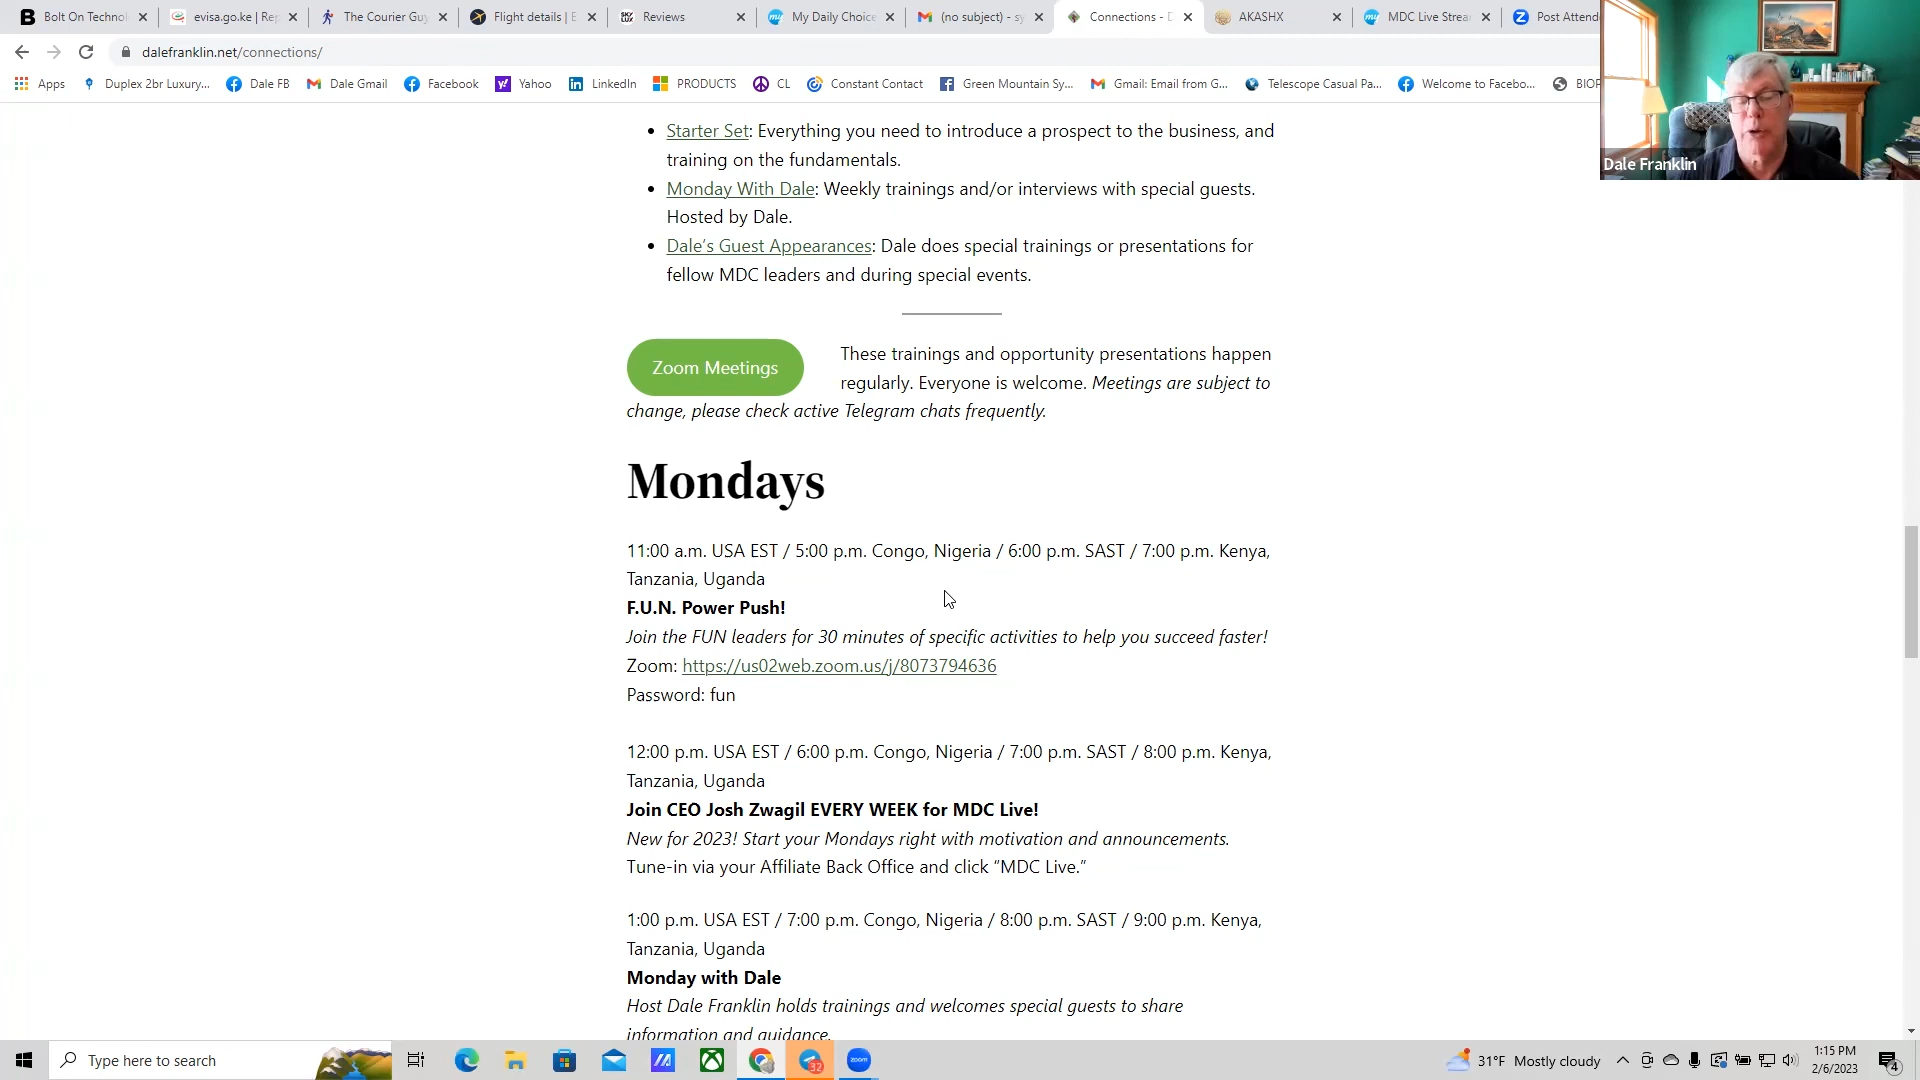 Bolt On Technol
evisa.go.ke | Rep
The Courier Guy
Flight details | E
SKY LUX Reviews
My Daily Choice
(no subject) - sy
Connections - D
AKASHX
MDC Live Strea
Post Attende
dalefranklin.net/connections/
Apps
Duplex 2br Luxury...
Dale FB
Dale Gmail
Facebook
Yahoo
LinkedIn
PRODUCTS
CL
Constant Contact
Green Mountain Sy...
Gmail: Email from G...
Telescope Casual Pa...
Welcome to Facebo...
BIOP
Dale Franklin
• Starter Set: Everything you need to introduce a prospect to the business, and
training on the fundamentals.
• Monday With Dale: Weekly trainings and/or interviews with special guests.
Hosted by Dale.
• Dale’s Guest Appearances: Dale does special trainings or presentations for
fellow MDC leaders and during special events.
Zoom Meetings
These trainings and opportunity presentations happen
regularly. Everyone is welcome. Meetings are subject to
change, please check active Telegram chats frequently.
Mondays
11:00 a.m. USA EST / 5:00 p.m. Congo, Nigeria / 6:00 p.m. SAST / 7:00 p.m. Kenya,
Tanzania, Uganda
F.U.N. Power Push!
Join the FUN leaders for 30 minutes of specific activities to help you succeed faster!
Zoom: https://us02web.zoom.us/j/8073794636
Password: fun
12:00 p.m. USA EST / 6:00 p.m. Congo, Nigeria / 7:00 p.m. SAST / 8:00 p.m. Kenya,
Tanzania, Uganda
Join CEO Josh Zwagil EVERY WEEK for MDC Live!
New for 2023! Start your Mondays right with motivation and announcements.
Tune-in via your Affiliate Back Office and click “MDC Live.”
1:00 p.m. USA EST / 7:00 p.m. Congo, Nigeria / 8:00 p.m. SAST / 9:00 p.m. Kenya,
Tanzania, Uganda
Monday with Dale
Host Dale Franklin holds trainings and welcomes special guests to share
information and guidance.
Type here to search
32
zoom
31°F Mostly cloudy
1:15 PM
2/6/2023
4